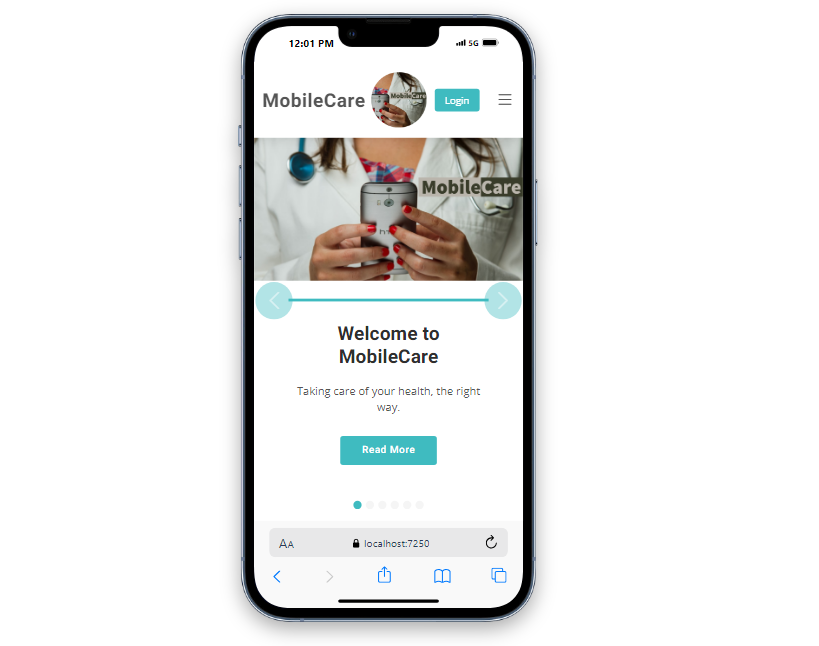 12:01 PM
5G
MobileCare
MobileCare
Login
MobileCare
Welcome to
MobileCare
Taking care of your health, the right
way.
Read More
AA
localhost:7250